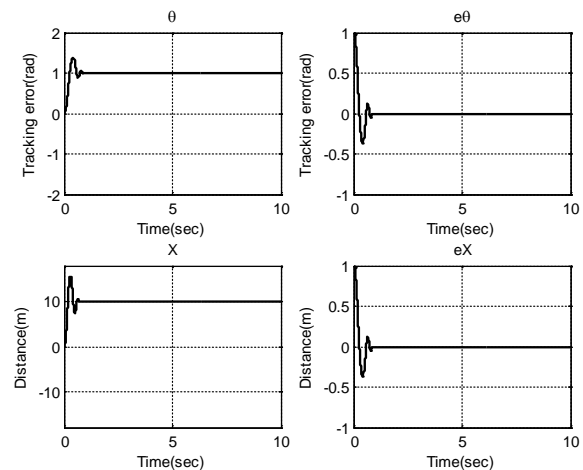 θ
2
1
0
-1
-2
Tracking error(rad)
0
5
10
Time(sec)
eθ
1
0.5
0
-0.5
-1
Tracking error(rad)
0
5
10
Time(sec)
X
10
0
-10
Distance(m)
0
5
10
Time(sec)
eX
1
0.5
0
-0.5
-1
Distance(m)
0
5
10
Time(sec)